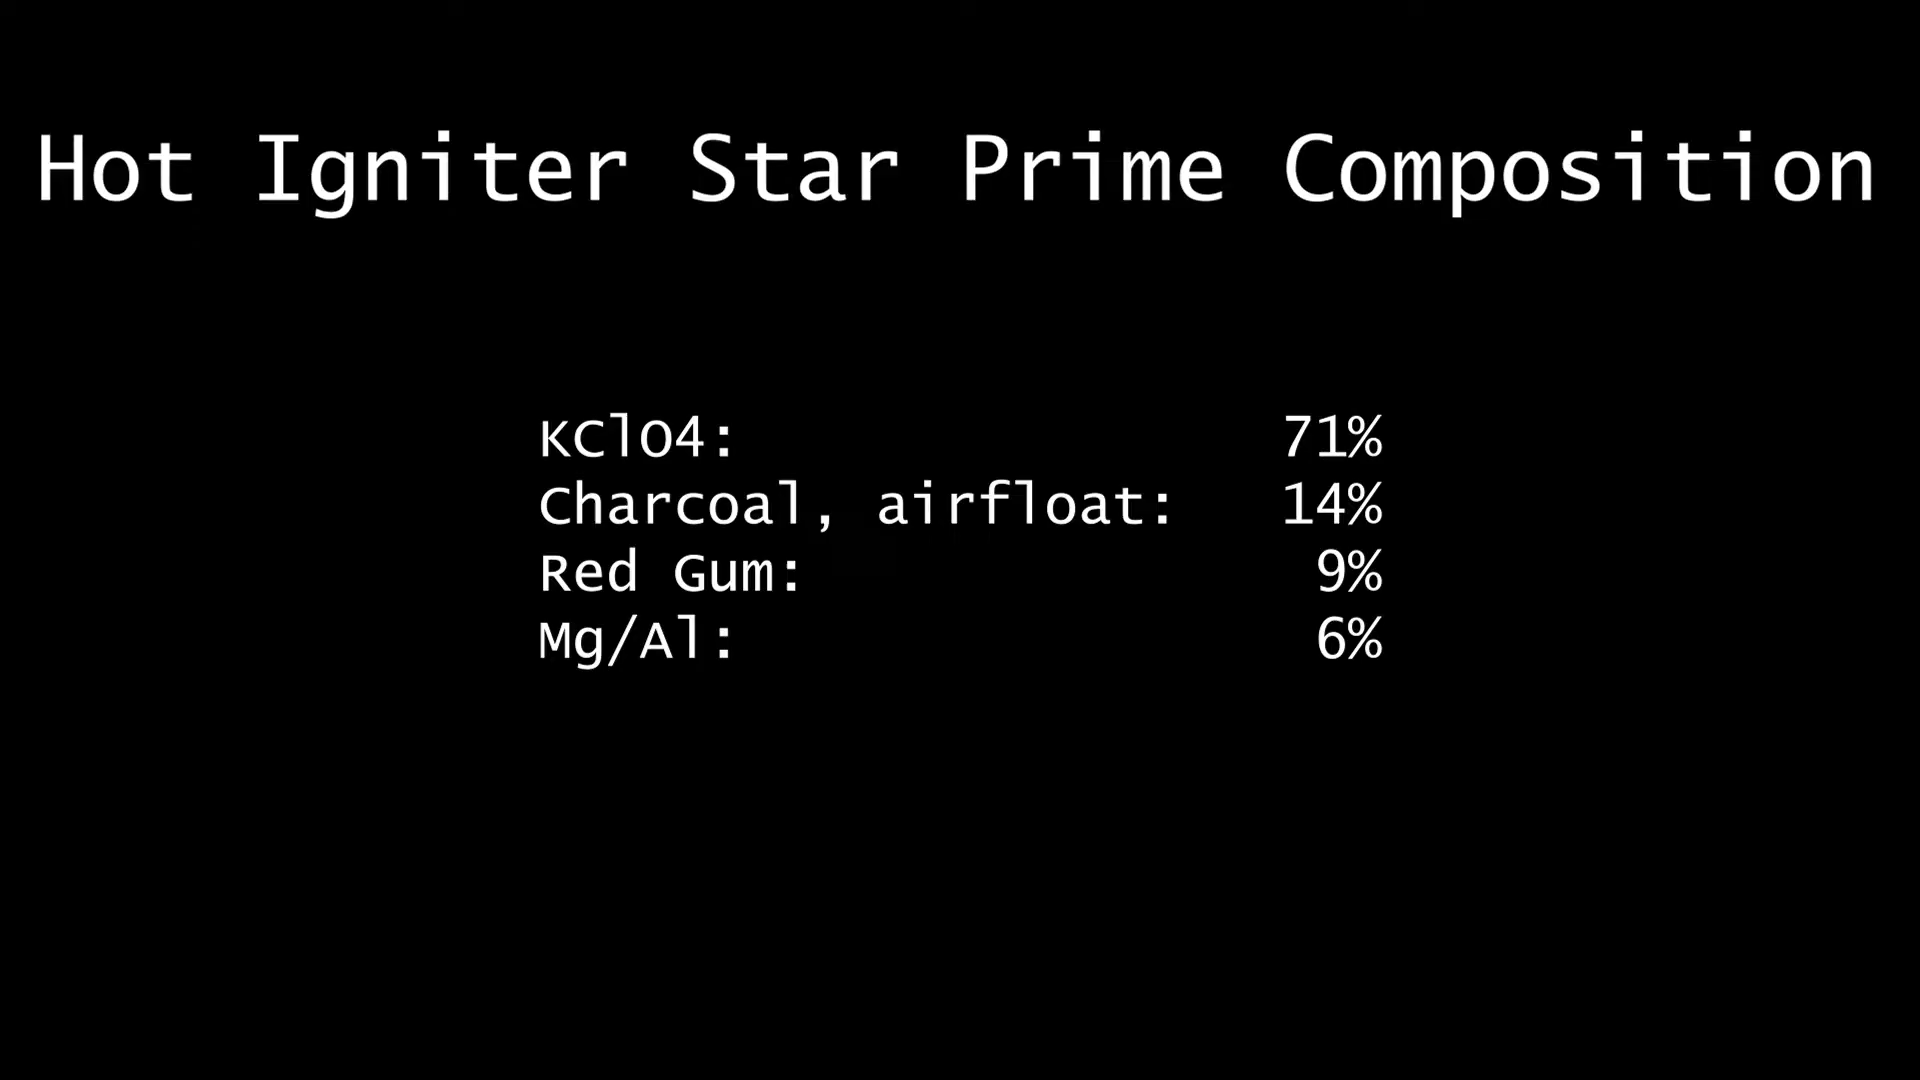 Hot Igniter Star Prime Composition
KClO4: 71%
Charcoal, airfloat: 14%
Red Gum: 9%
Mg/Al: 6%